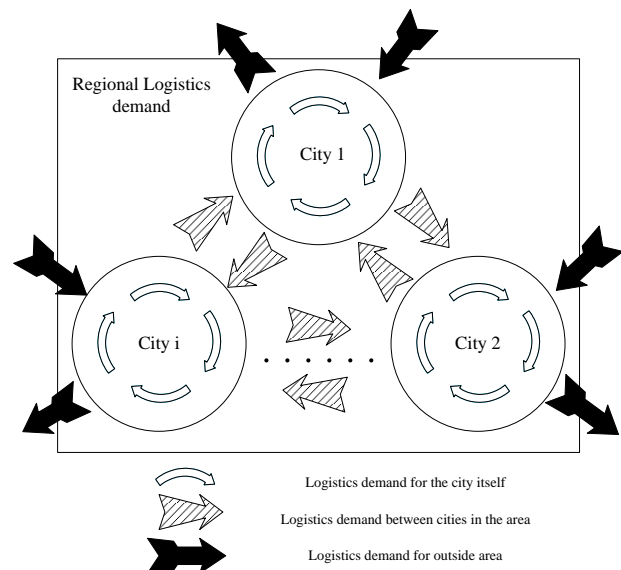 Regional Logistics
demand
City 1
City i
. . . . . .
City 2
Logistics demand for the city itself
Logistics demand between cities in the area
Logistics demand for outside area